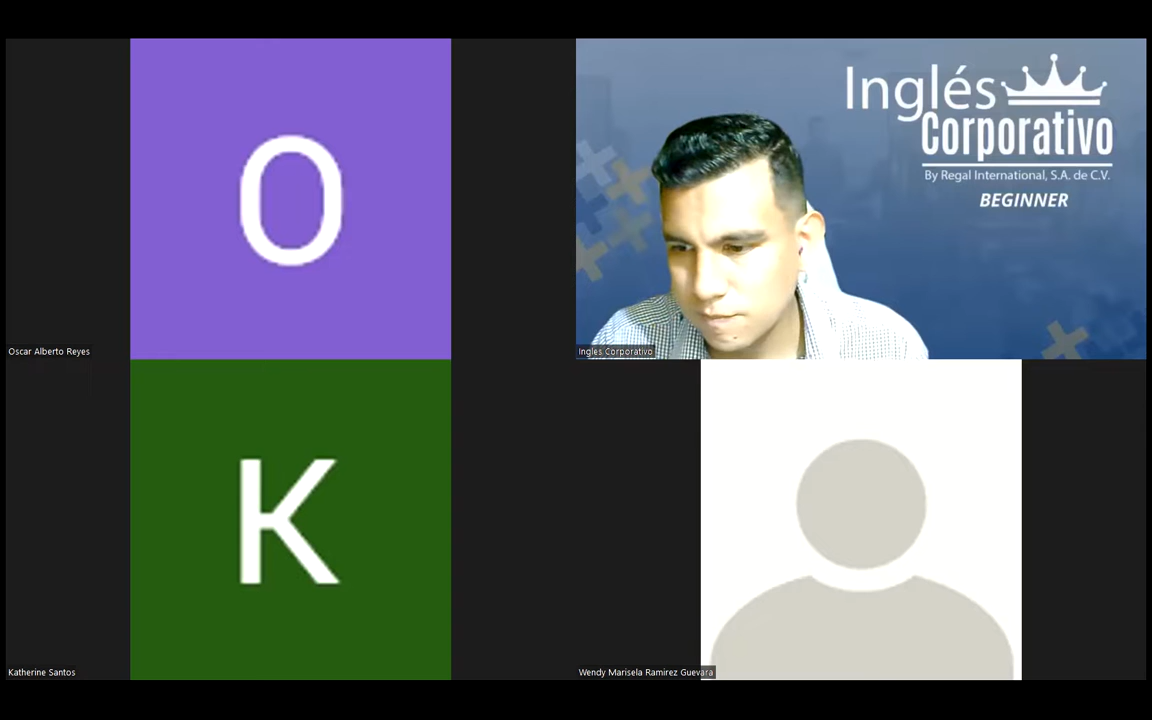 O
Oscar Alberto Reyes
Inglés
Corporativo
By Regal International, S.A. de C.V.
BEGINNER
Ingles Corporativo
K
Katherine Santos
Wendy Marisela Ramirez Guevara